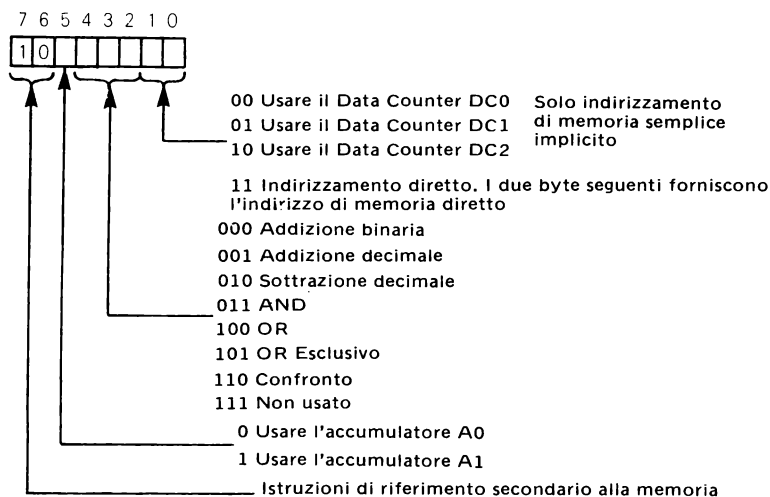 7 6 5 4 3 2 1 0
1 0
00 Usare il Data Counter DC0 Solo indirizzamento
01 Usare il Data Counter DC1 di memoria semplice
10 Usare il Data Counter DC2 implicito
11 Indirizzamento diretto. I due byte seguenti forniscono
l'indirizzo di memoria diretto
000 Addizione binaria
001 Addizione decimale
010 Sottrazione decimale
011 AND
100 OR
101 OR Esclusivo
110 Confronto
111 Non usato
0 Usare l'accumulatore A0
1 Usare l'accumulatore A1
Istruzioni di riferimento secondario alla memoria